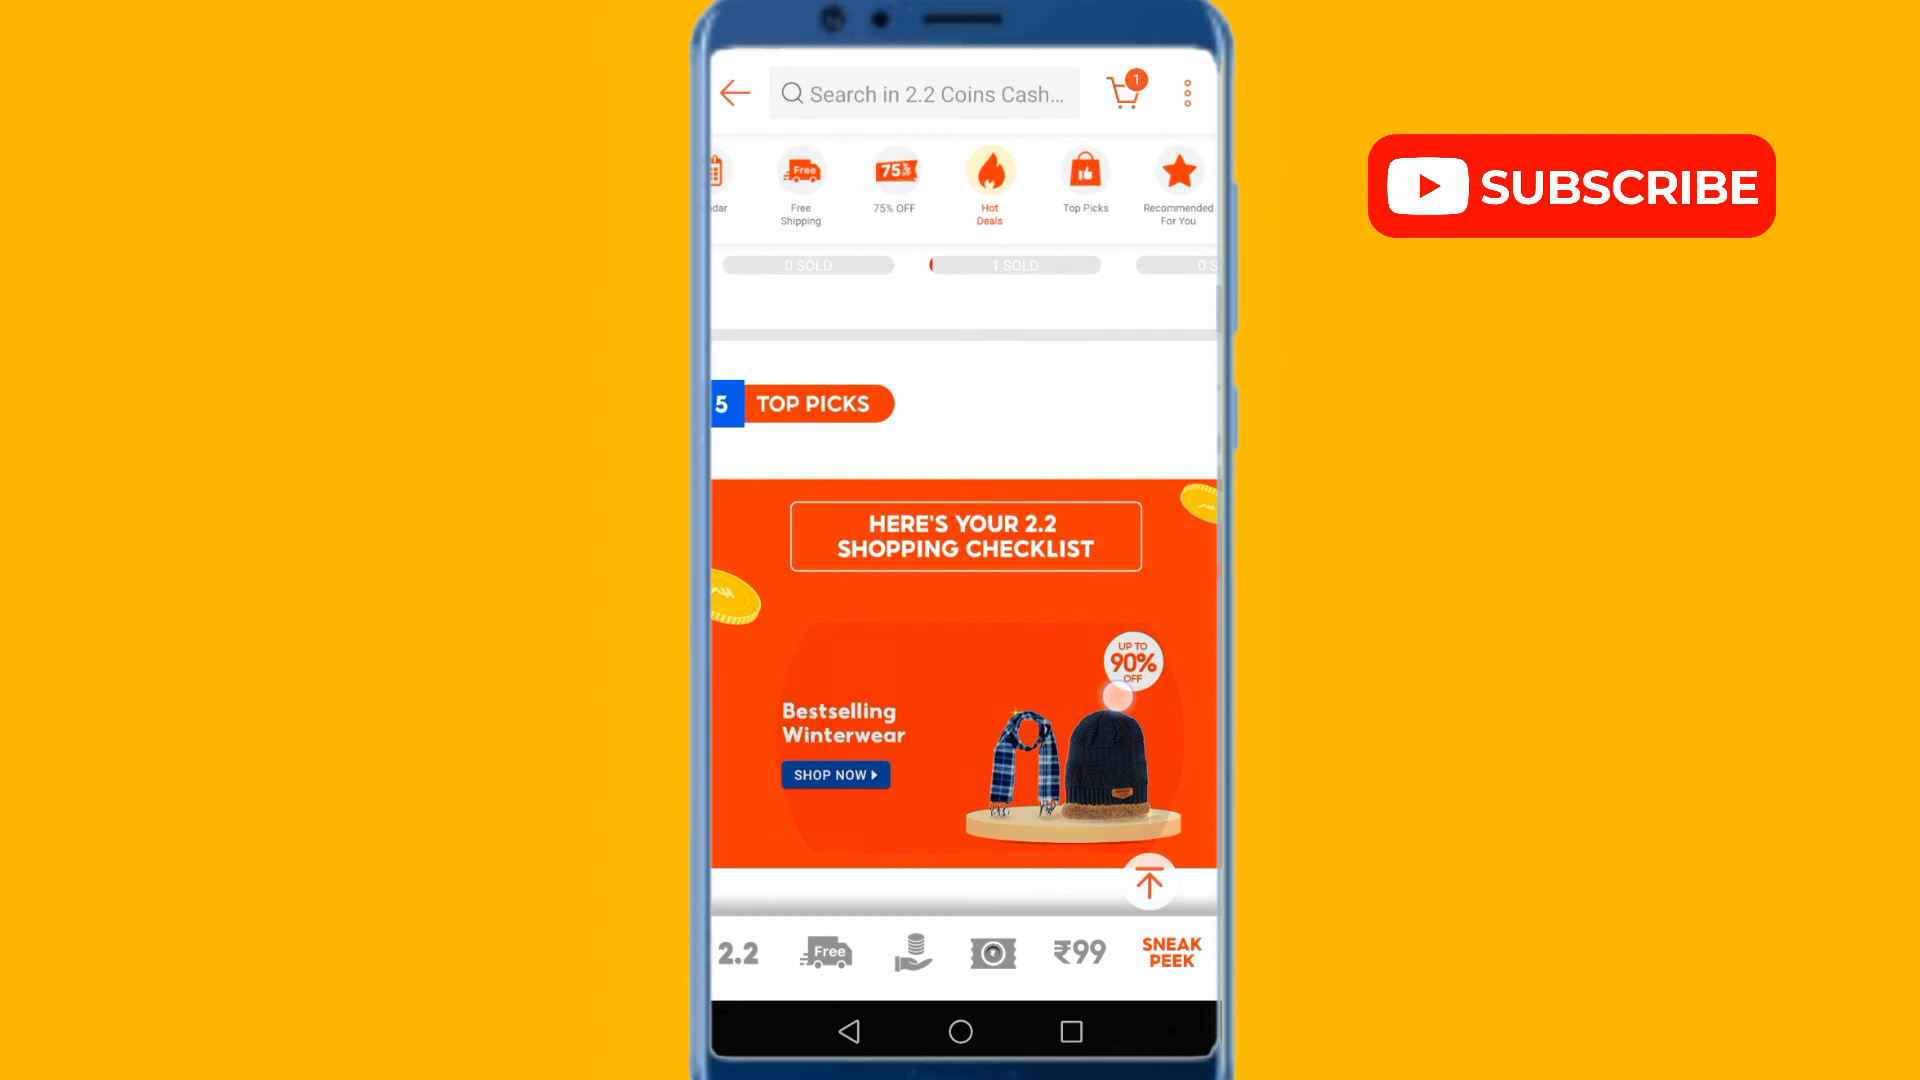 Search in 2.2 Coins Cash...
1
dar
Free
Free
Shipping
75%
75% OFF
Hot
Deals
Top Picks
Recommended
For You
0 SOLD
1 SOLD
0 S
5 TOP PICKS
HERE'S YOUR 2.2
SHOPPING CHECKLIST
UP TO
90%
OFF
Bestselling
Winterwear
SHOP NOW
2.2
Free
₹99
SNEAK
PEEK
SUBSCRIBE